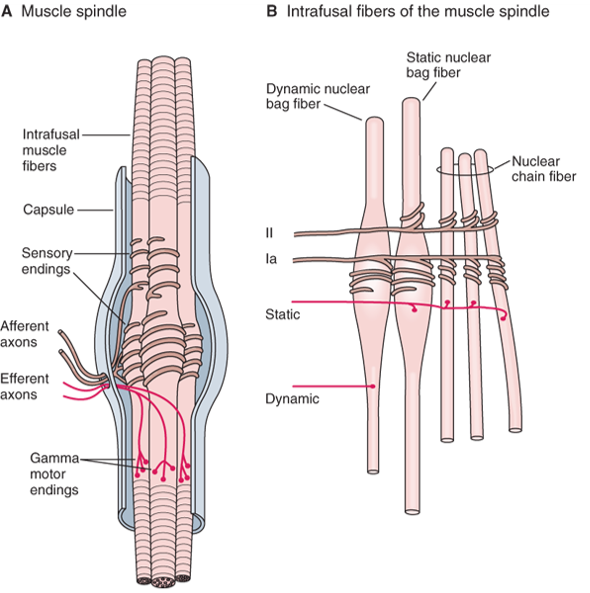 A Muscle spindle
Intrafusal
muscle
fibers
Capsule
Sensory
endings
Afferent
axons
Efferent
axons
Gamma
motor
endings
B Intrafusal fibers of the muscle spindle
Static nuclear
bag fiber
Dynamic nuclear
bag fiber
Nuclear
chain fiber
II
Ia
Static
Dynamic